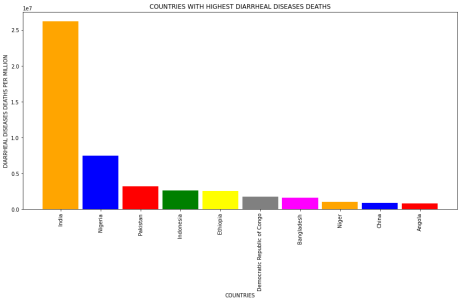 COUNTRIES WITH HIGHEST DIARRHEAL DISEASES DEATHS
1e7
2.5
2.0
1.5
1.0
0.5
0.0
DIARRHEAL DISEASES DEATHS PER MILLION
India
Nigeria
Pakistan
Indonesia
Ethiopia
Democratic Republic of Congo
Bangladesh
Niger
China
Angola
COUNTRIES